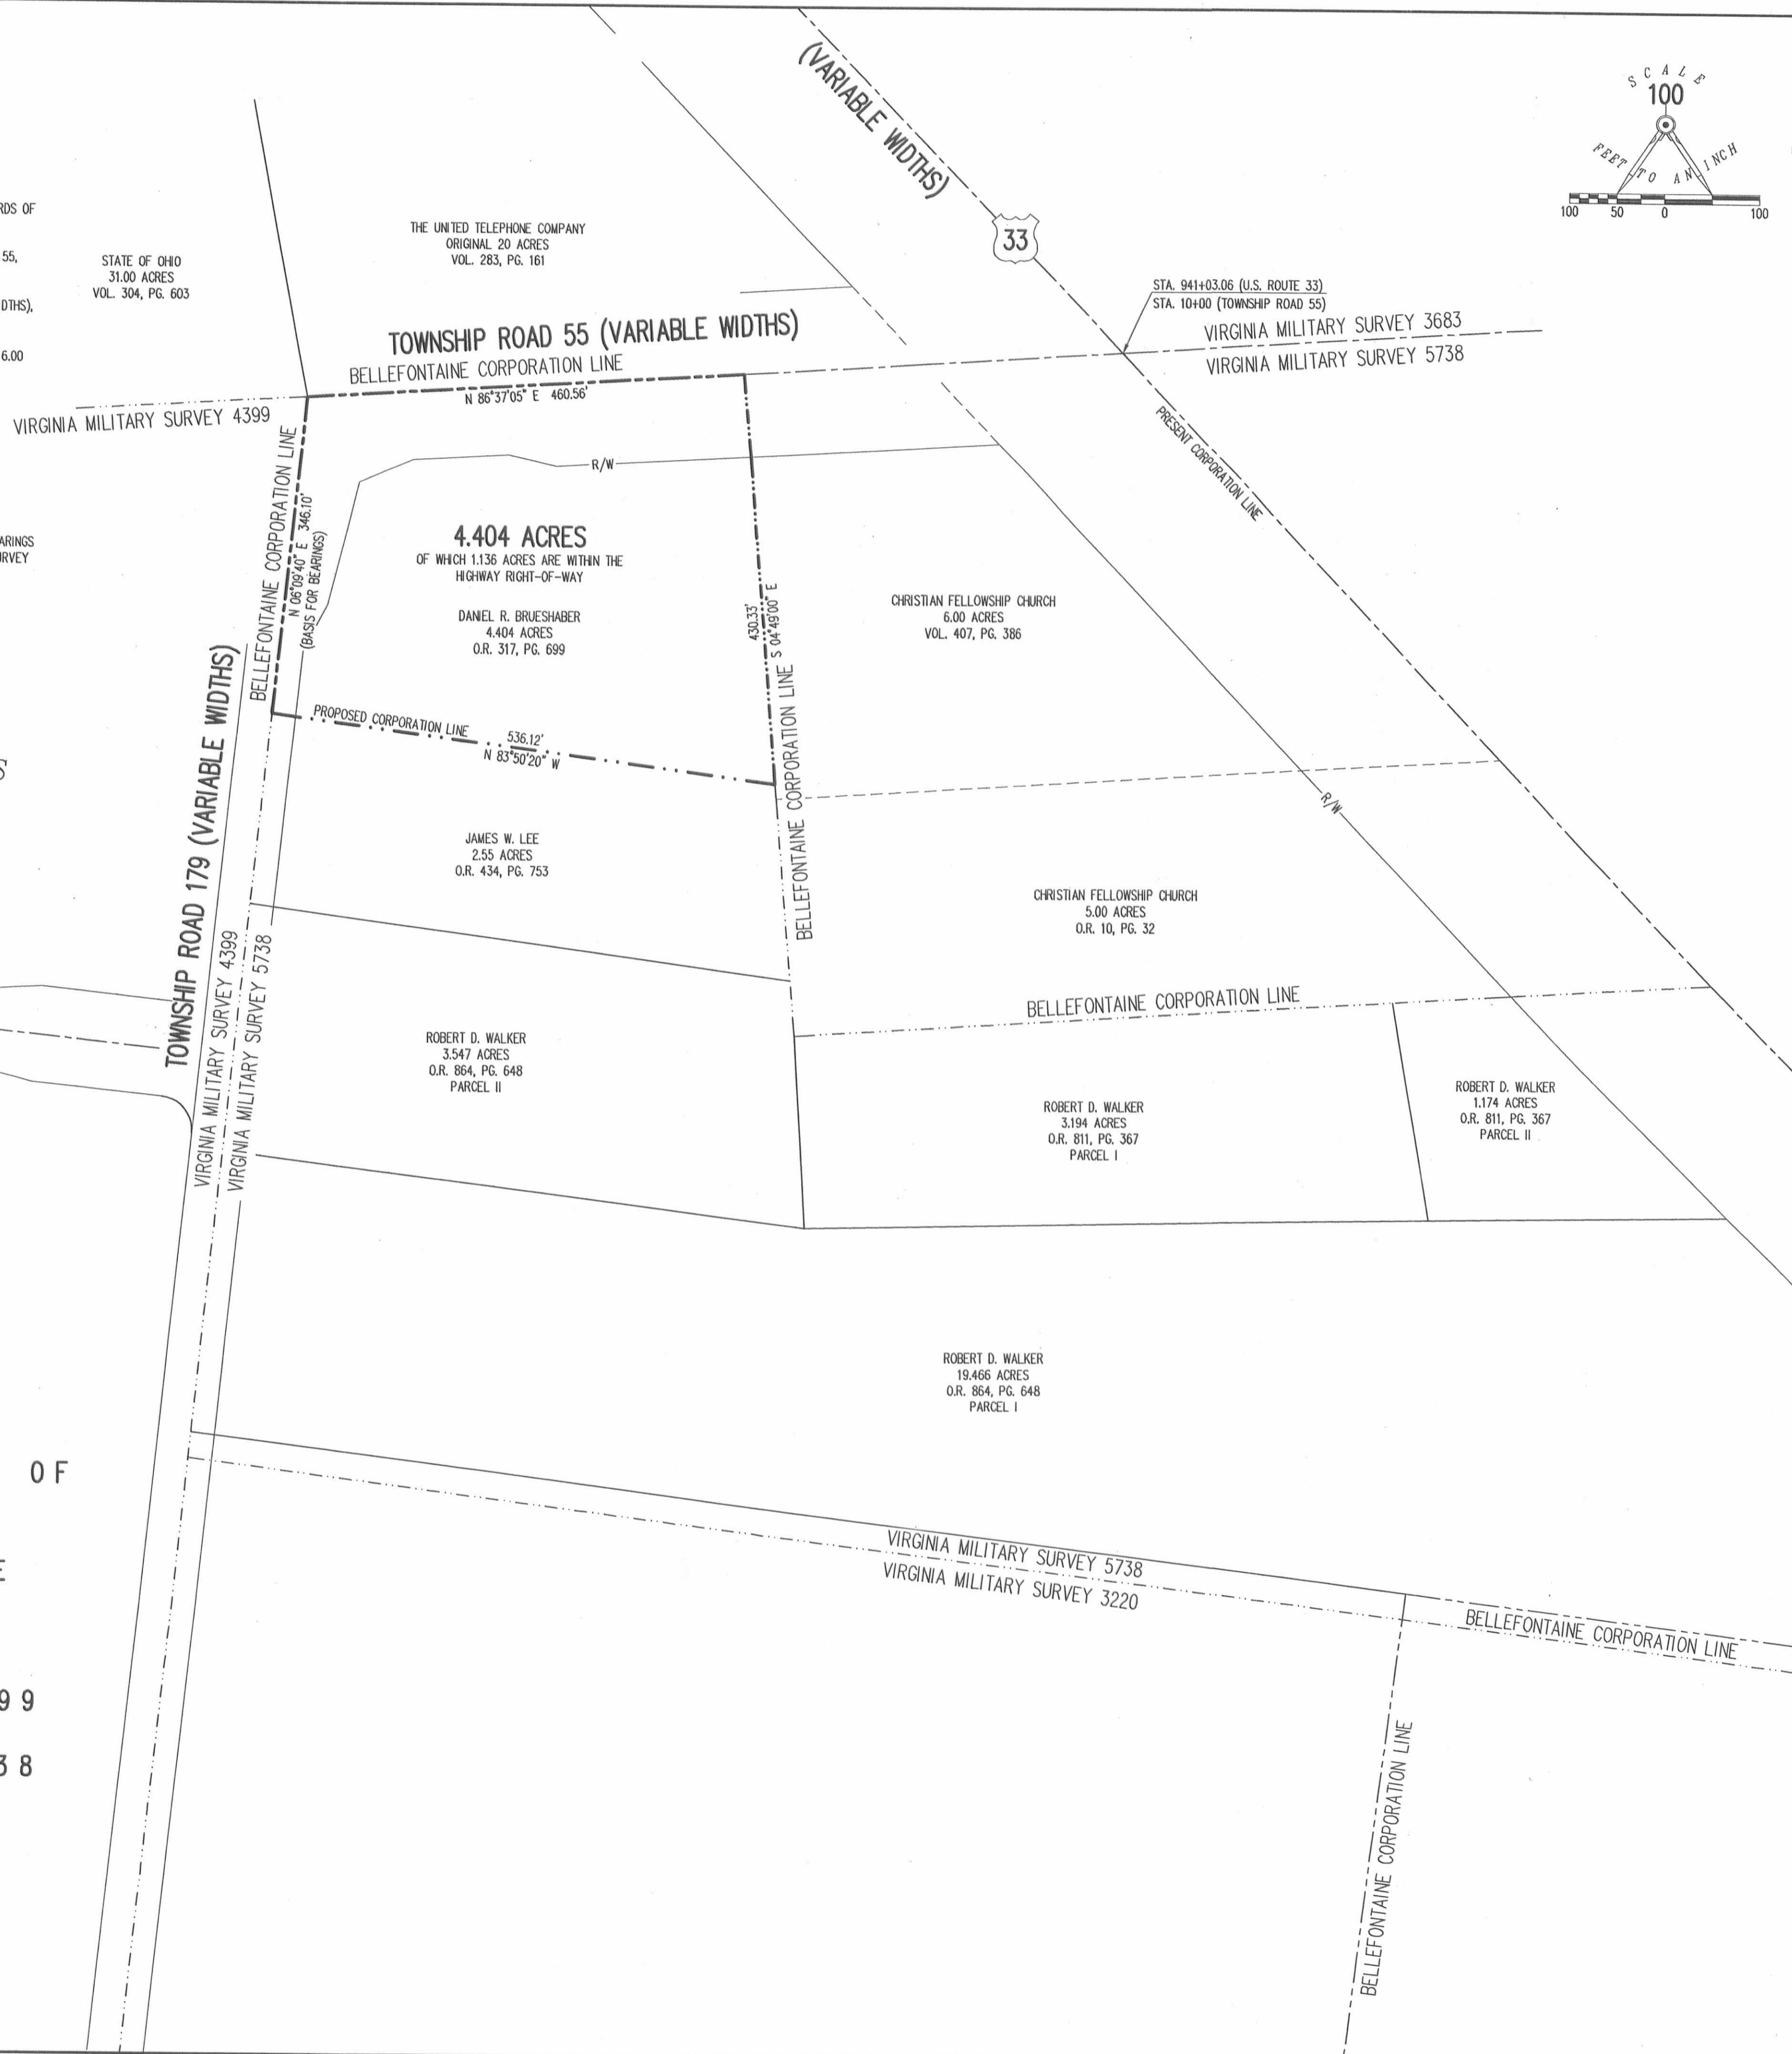 (VARIABLE WIDTHS)
SCALE
100
FEET TO AN INCH
100 50 0 100
33
RDS OF
55,
DTHS),
6.00
STATE OF OHIO
31.00 ACRES
VOL. 304, PG. 603
THE UNITED TELEPHONE COMPANY
ORIGINAL 20 ACRES
VOL. 283, PG. 161
STA. 941+03.06 (U.S. ROUTE 33)
STA. 10+00 (TOWNSHIP ROAD 55)
VIRGINIA MILITARY SURVEY 3683
VIRGINIA MILITARY SURVEY 5738
TOWNSHIP ROAD 55 (VARIABLE WIDTHS)
BELLEFONTAINE CORPORATION LINE
N 86°37'05" E 460.56'
VIRGINIA MILITARY SURVEY 4399
PRESENT CORPORATION LINE
BELLEFONTAINE CORPORATION LINE
N 06°09'40" E 346.10'
(BASIS FOR BEARINGS)
R/W
ARINGS
RVEY
4.404 ACRES
OF WHICH 1.136 ACRES ARE WITHIN THE
HIGHWAY RIGHT-OF-WAY
DANIEL R. BRUESHABER
4.404 ACRES
O.R. 317, PG. 699
430.33'
S 04°49'00" E
BELLEFONTAINE CORPORATION LINE
CHRISTIAN FELLOWSHIP CHURCH
6.00 ACRES
VOL. 407, PG. 386
PROPOSED CORPORATION LINE
536.12'
N 83°50'20" W
TOWNSHIP ROAD 179 (VARIABLE WIDTHS)
R/W
JAMES W. LEE
2.55 ACRES
O.R. 434, PG. 753
CHRISTIAN FELLOWSHIP CHURCH
5.00 ACRES
O.R. 10, PG. 32
VIRGINIA MILITARY SURVEY 4399
VIRGINIA MILITARY SURVEY 5738
BELLEFONTAINE CORPORATION LINE
ROBERT D. WALKER
3.547 ACRES
O.R. 864, PG. 648
PARCEL II
ROBERT D. WALKER
3.194 ACRES
O.R. 811, PG. 367
PARCEL I
ROBERT D. WALKER
1.174 ACRES
O.R. 811, PG. 367
PARCEL II
ROBERT D. WALKER
19.466 ACRES
O.R. 864, PG. 648
PARCEL I
OF
VIRGINIA MILITARY SURVEY 5738
VIRGINIA MILITARY SURVEY 3220
BELLEFONTAINE CORPORATION LINE
99
38
BELLEFONTAINE CORPORATION LINE